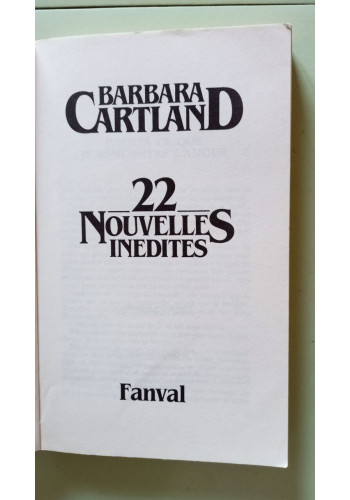 BARBARA
CARTLAND
22
NOUVELLES
INEDITES
Fanval